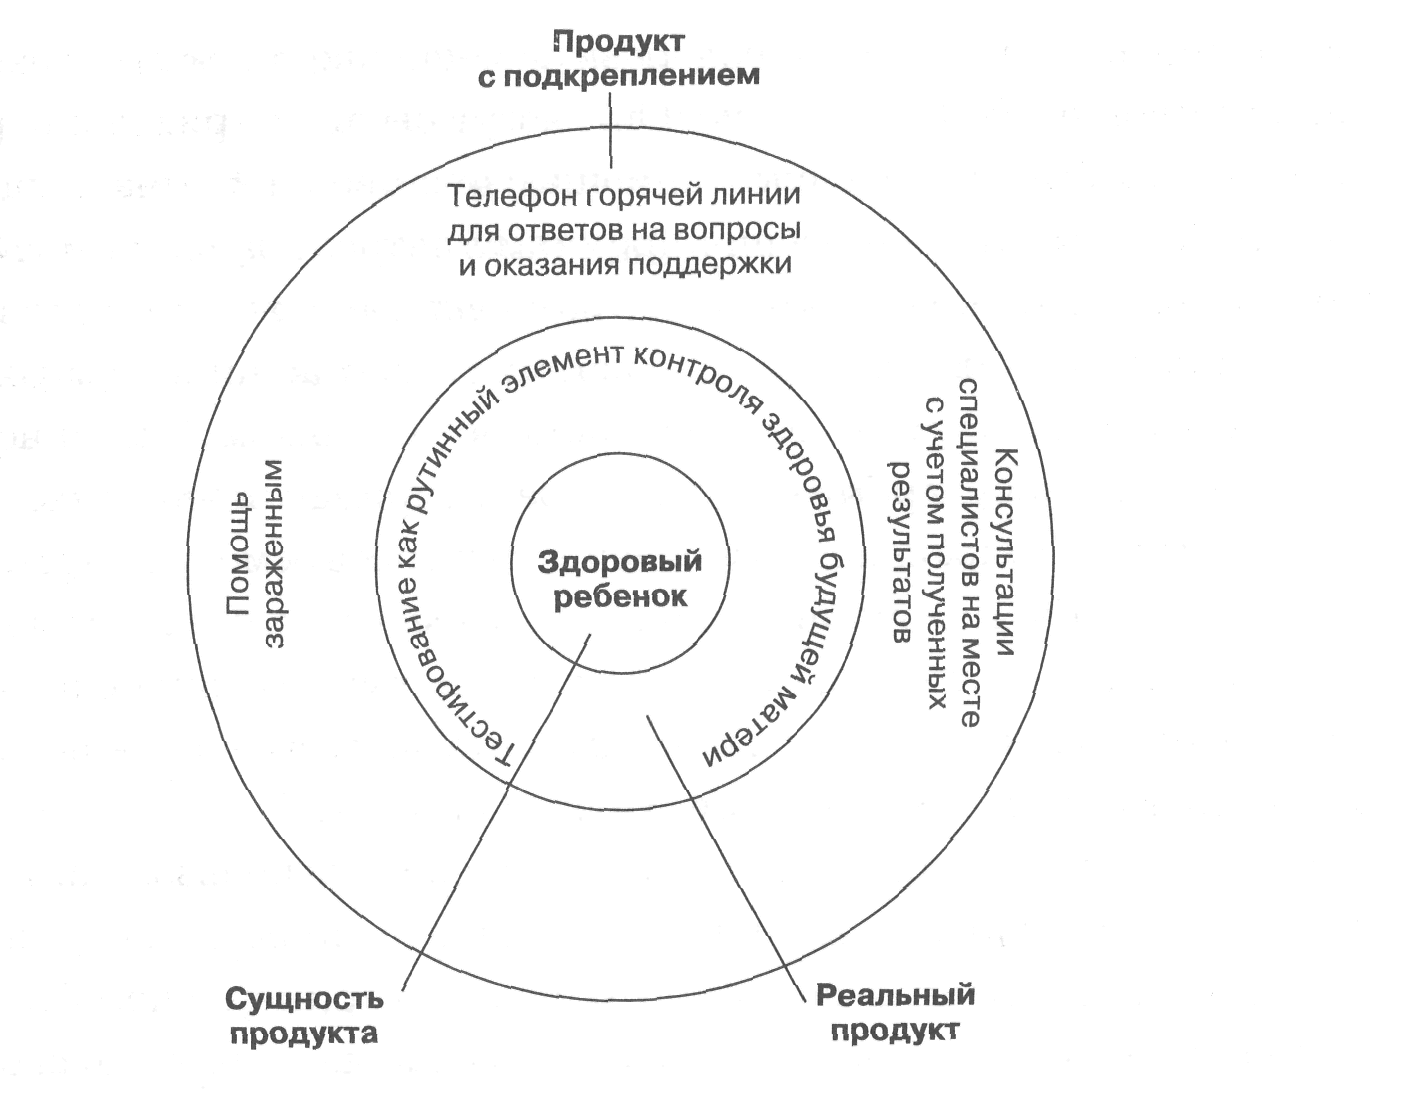 Продукт
с подкреплением
Телефон горячей линии
для ответов на вопросы
и оказания поддержки
Тестирование как рутинный элемент контроля здоровья будущей матери
Помощь
зараженным
Здоровый
ребенок
Консультации
специалистов на месте
с учетом полученных
результатов
Сущность
продукта
Реальный
продукт